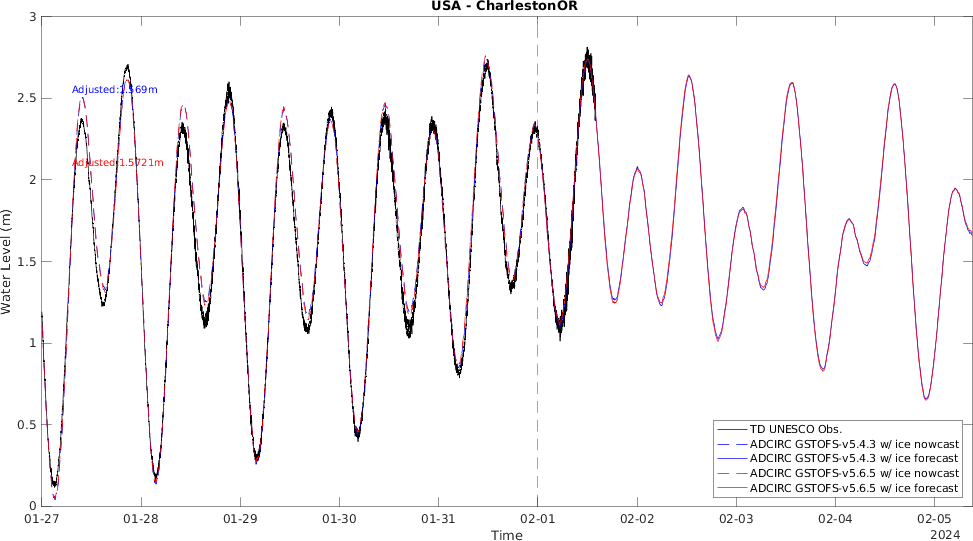 USA - CharlestonOR
3
2.5
2
1.5
1
0.5
0
Water Level (m)
Adjusted:1.569m
Adjusted:1.5721m
TD UNESCO Obs.
ADCIRC GSTOFS-v5.4.3 w/ ice nowcast
ADCIRC GSTOFS-v5.4.3 w/ ice forecast
ADCIRC GSTOFS-v5.6.5 w/ ice nowcast
ADCIRC GSTOFS-v5.6.5 w/ ice forecast
01-27 01-28 01-29 01-30 01-31 02-01 02-02 02-03 02-04 02-05
Time
2024